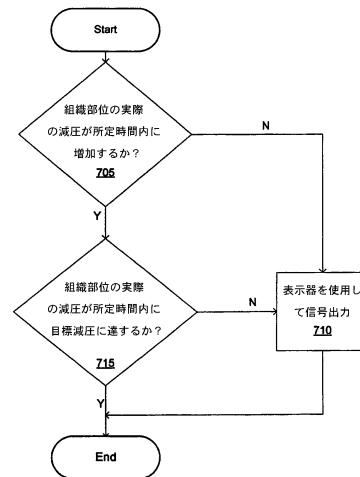 Start
組織部位の実際
の減圧が所定時間内に
増加するか？
705
N
Y
組織部位の実際
の減圧が所定時間内に
目標減圧に達するか？
715
N
表示器を使用し
て信号出力
710
Y
End